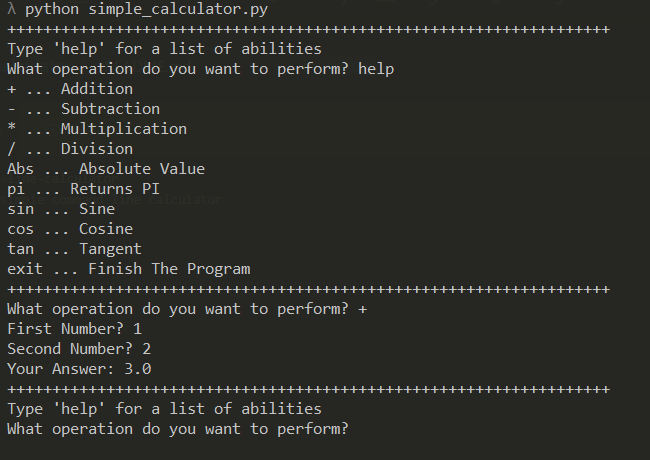 λ python simple_calculator.py
+++++++++++++++++++++++++++++++++++++++++++++++++++++++++++++++++++
Type 'help' for a list of abilities
What operation do you want to perform? help
+ ... Addition
- ... Subtraction
* ... Multiplication
/ ... Division
Abs ... Absolute Value
pi ... Returns PI
sin ... Sine
cos ... Cosine
tan ... Tangent
exit ... Finish The Program
+++++++++++++++++++++++++++++++++++++++++++++++++++++++++++++++++++
What operation do you want to perform? +
First Number? 1
Second Number? 2
Your Answer: 3.0
+++++++++++++++++++++++++++++++++++++++++++++++++++++++++++++++++++
Type 'help' for a list of abilities
What operation do you want to perform?